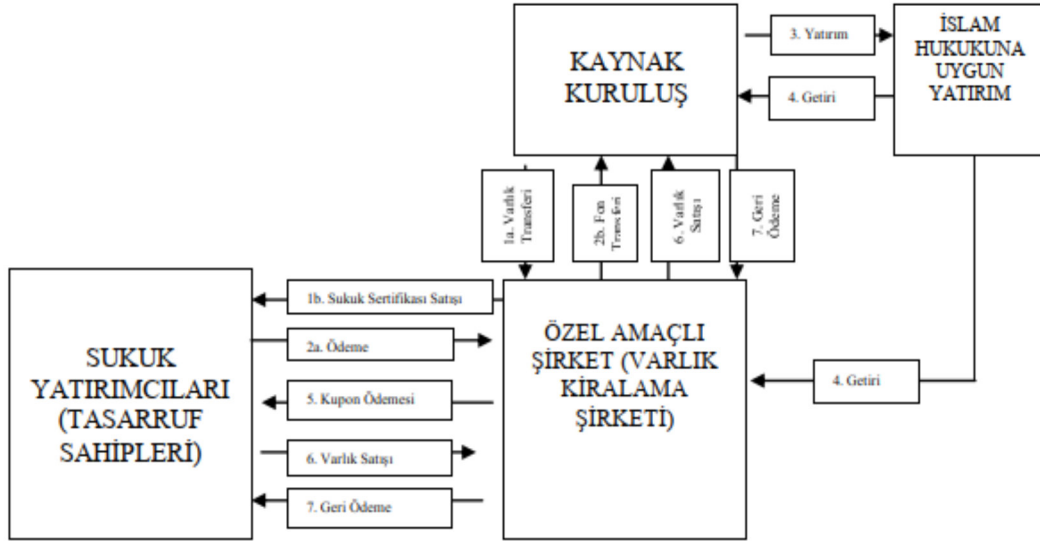 KAYNAK
KURULUŞ
3. Yatırım
4. Getiri
İSLAM
HUKUKUNA
UYGUN
YATIRIM
1a. Varlık
Transferi
2b. Fon
Transferi
6. Varlık
Satışı
7. Geri
Ödeme
SUKUK
YATIRIMCILARI
(TASARRUF
SAHİPLERİ)
1b. Sukuk Sertifikası Satışı
2a. Ödeme
5. Kupon Ödemesi
6. Varlık Satışı
7. Geri Ödeme
ÖZEL AMAÇLI
ŞİRKET (VARLIK
KİRALAMA
ŞİRKETİ)
4. Getiri